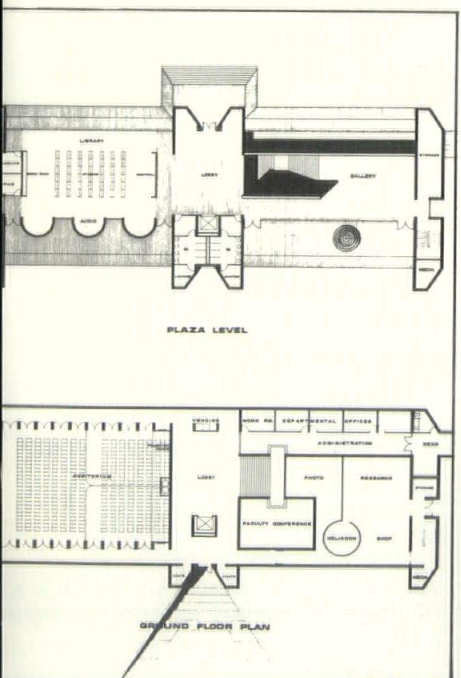 LIBRARY
LOBBY
GALLERY
STORAGE
CONTROL
AUDIO
MECH.
PLAZA LEVEL
VENDING
WORK RM.
DEPARTMENTAL OFFICES
ADMINISTRATION
DEAN
AUDITORIUM
LOBBY
PHOTO
RESEARCH
STORAGE
FACULTY CONFERENCE
HELIODON
SHOP
MECH.
GROUND FLOOR PLAN